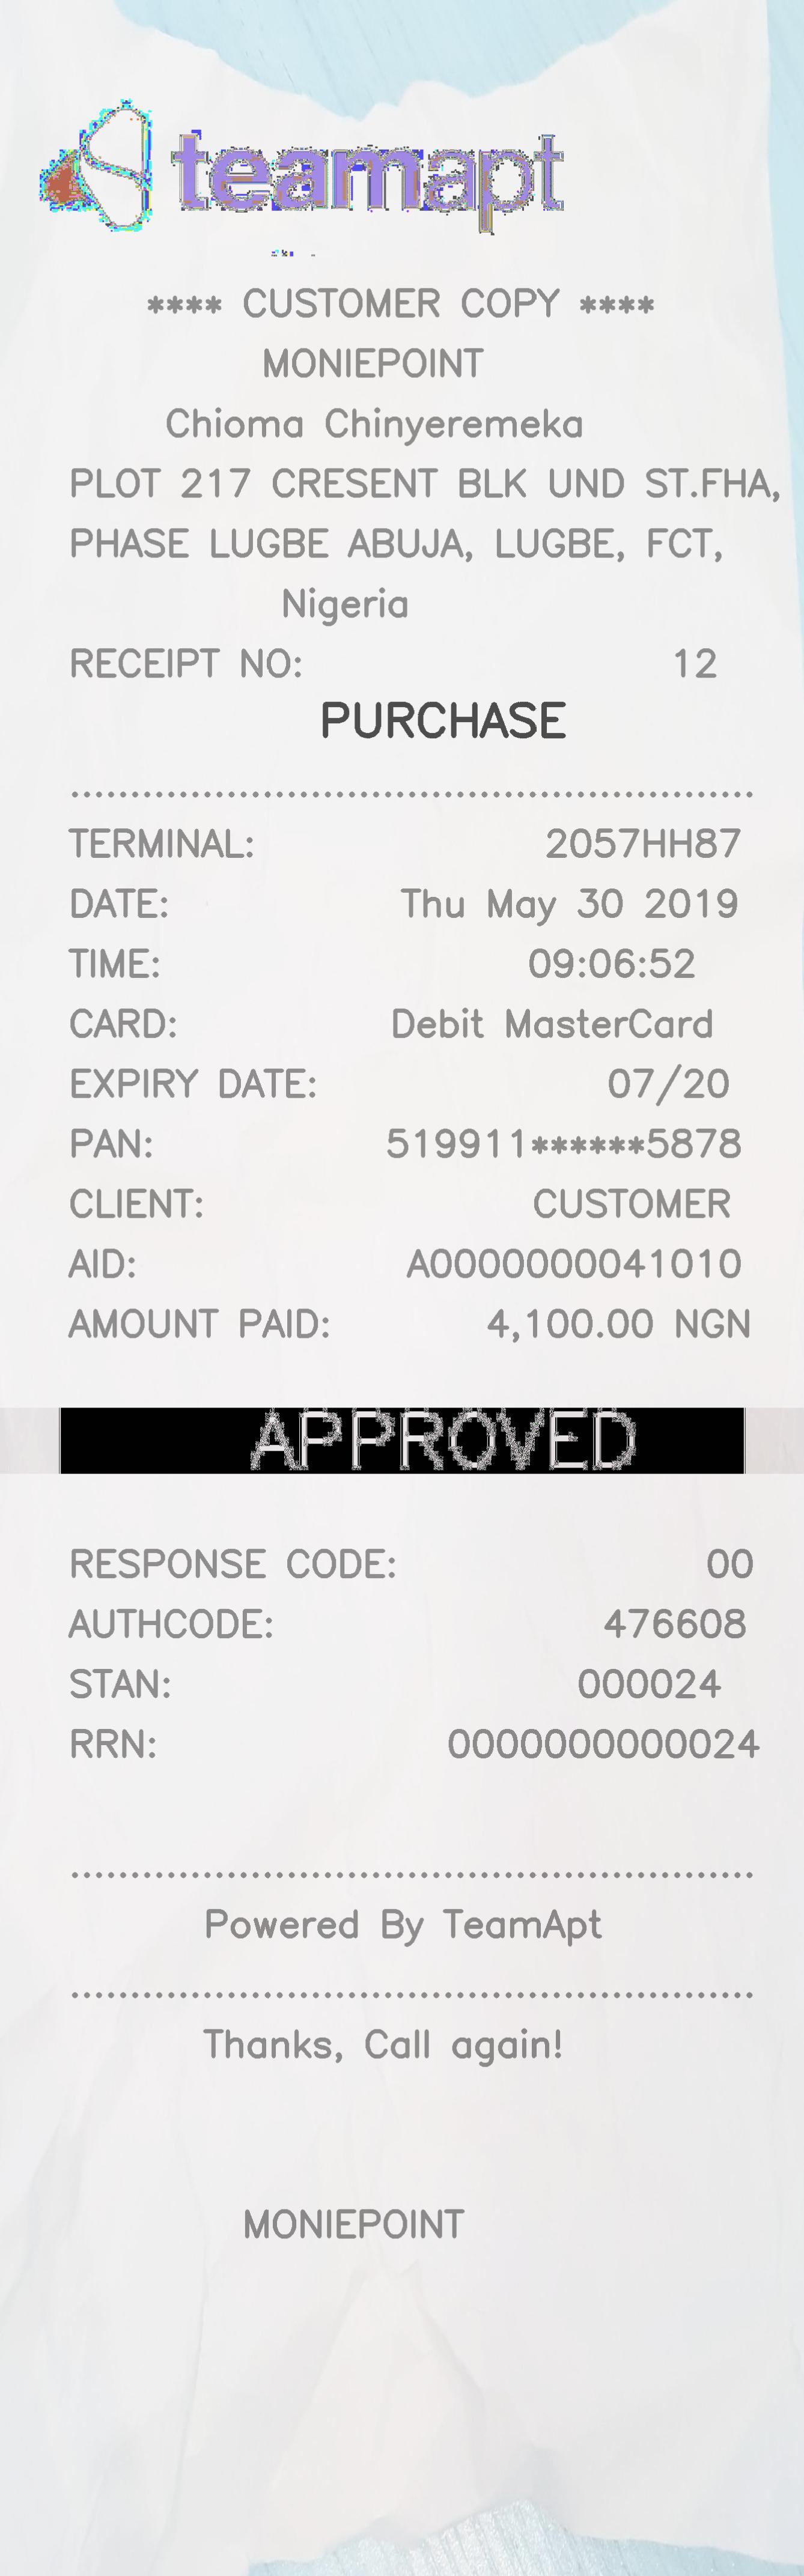 teamapt
**** CUSTOMER COPY ****
MONIEPOINT
Chioma Chinyeremeka
PLOT 217 CRESENT BLK UND ST.FHA,
PHASE LUGBE ABUJA, LUGBE, FCT,
Nigeria
RECEIPT NO: 12
PURCHASE
TERMINAL: 2057HH87
DATE: Thu May 30 2019
TIME: 09:06:52
CARD: Debit MasterCard
EXPIRY DATE: 07/20
PAN: 519911******5878
CLIENT: CUSTOMER
AID: A0000000041010
AMOUNT PAID: 4,100.00 NGN
APPROVED
RESPONSE CODE: 00
AUTHCODE: 476608
STAN: 000024
RRN: 0000000000024
Powered By TeamApt
Thanks, Call again!
MONIEPOINT